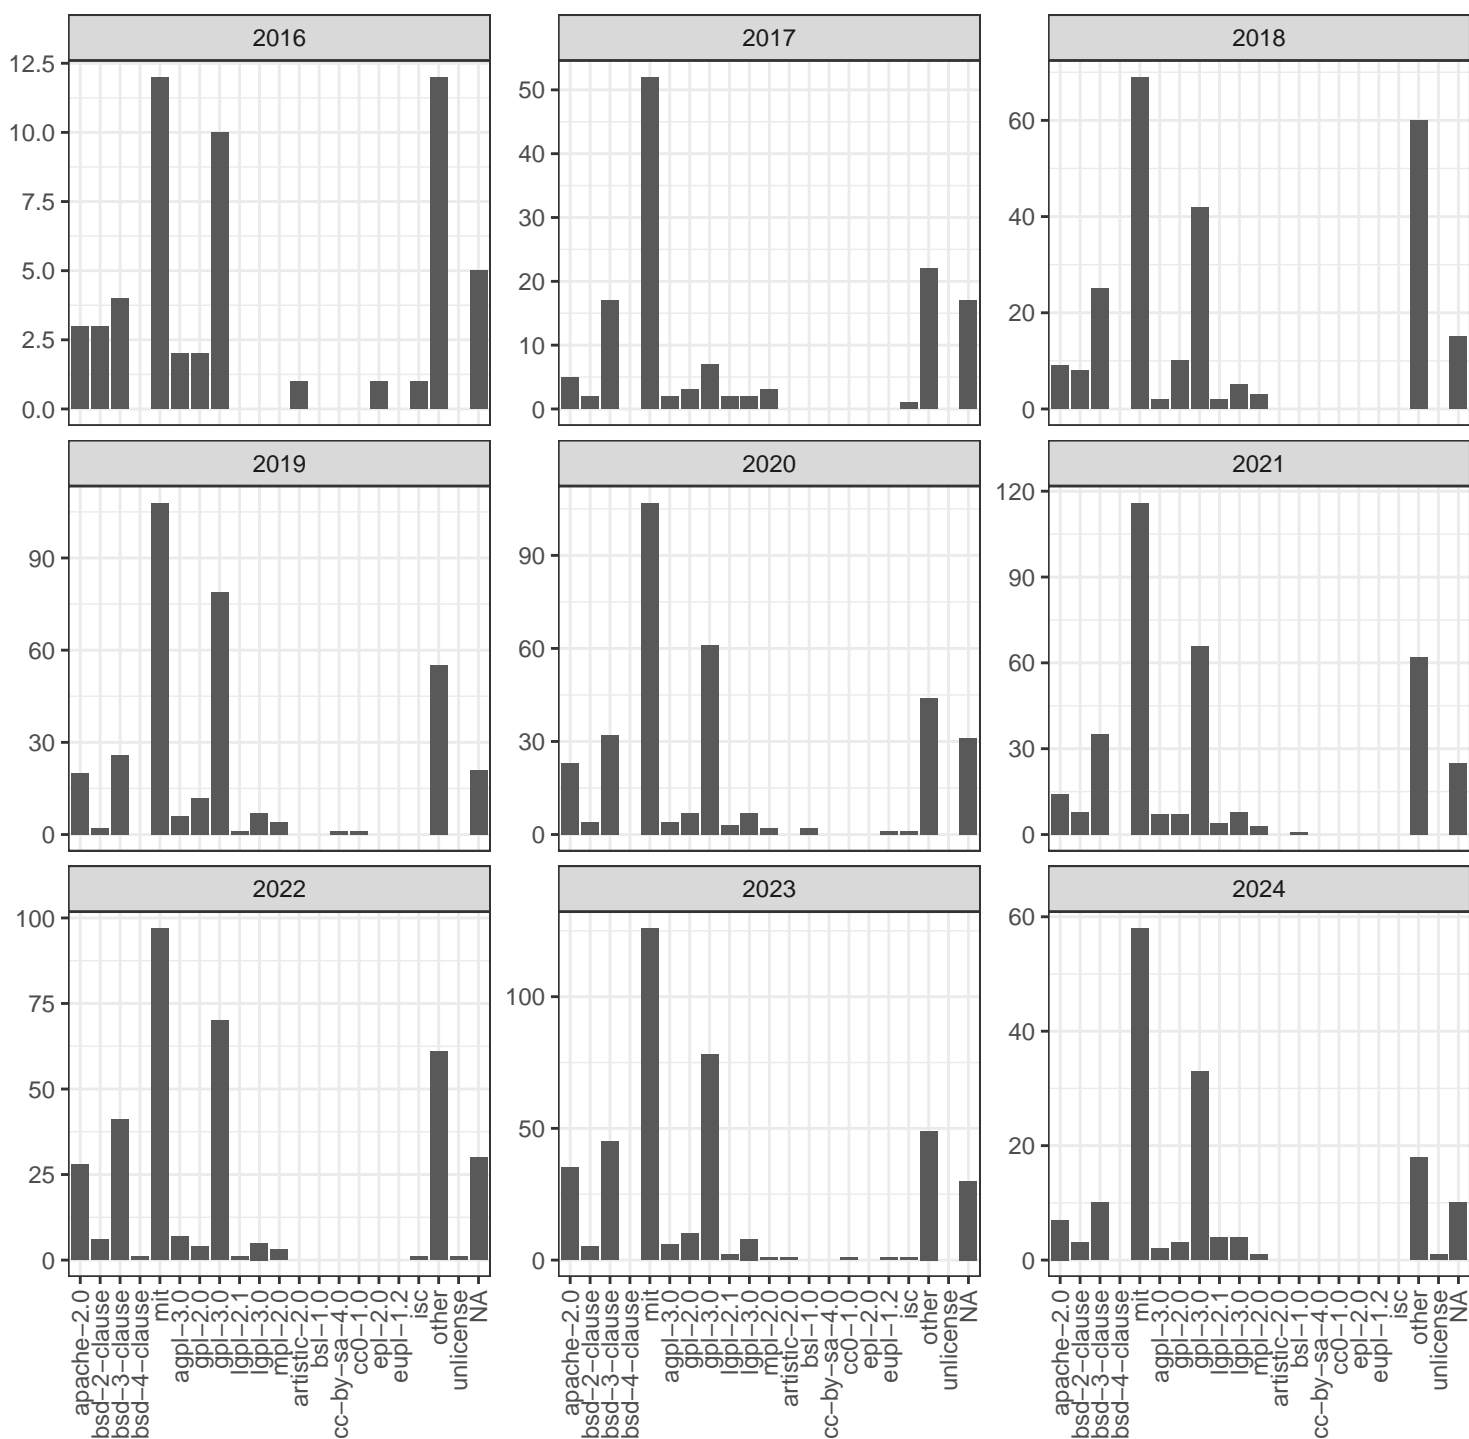 2016
2017
2018
12.5
10.0
7.5
5.0
2.5
0.0
50
40
30
20
10
0
60
40
20
0
2019
2020
2021
90
60
30
0
90
60
30
0
120
90
60
30
0
2022
2023
2024
100
75
50
25
0
100
50
0
60
40
20
0
apache-2.0
bsd-2-clause
bsd-3-clause
bsd-4-clause
mit
agpl-3.0
gpl-2.0
gpl-3.0
lgpl-2.1
lgpl-3.0
mpl-2.0
artistic-2.0
bsl-1.0
cc-by-sa-4.0
cc0-1.0
epl-2.0
eupl-1.2
isc
other
unlicense
NA
apache-2.0
bsd-2-clause
bsd-3-clause
bsd-4-clause
mit
agpl-3.0
gpl-2.0
gpl-3.0
lgpl-2.1
lgpl-3.0
mpl-2.0
artistic-2.0
bsl-1.0
cc-by-sa-4.0
cc0-1.0
epl-2.0
eupl-1.2
isc
other
unlicense
NA
apache-2.0
bsd-2-clause
bsd-3-clause
bsd-4-clause
mit
agpl-3.0
gpl-2.0
gpl-3.0
lgpl-2.1
lgpl-3.0
mpl-2.0
artistic-2.0
bsl-1.0
cc-by-sa-4.0
cc0-1.0
epl-2.0
eupl-1.2
isc
other
unlicense
NA